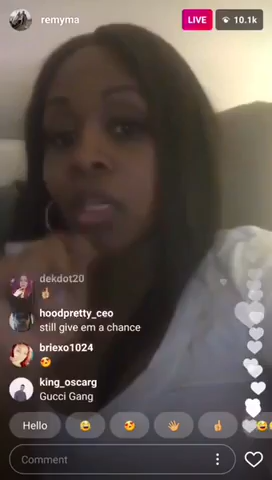 remyma
LIVE
10.1k
dekdot20
hoodpretty_ceo
still give em a chance
briexo1024
king_oscarg
Gucci Gang
Hello
Comment